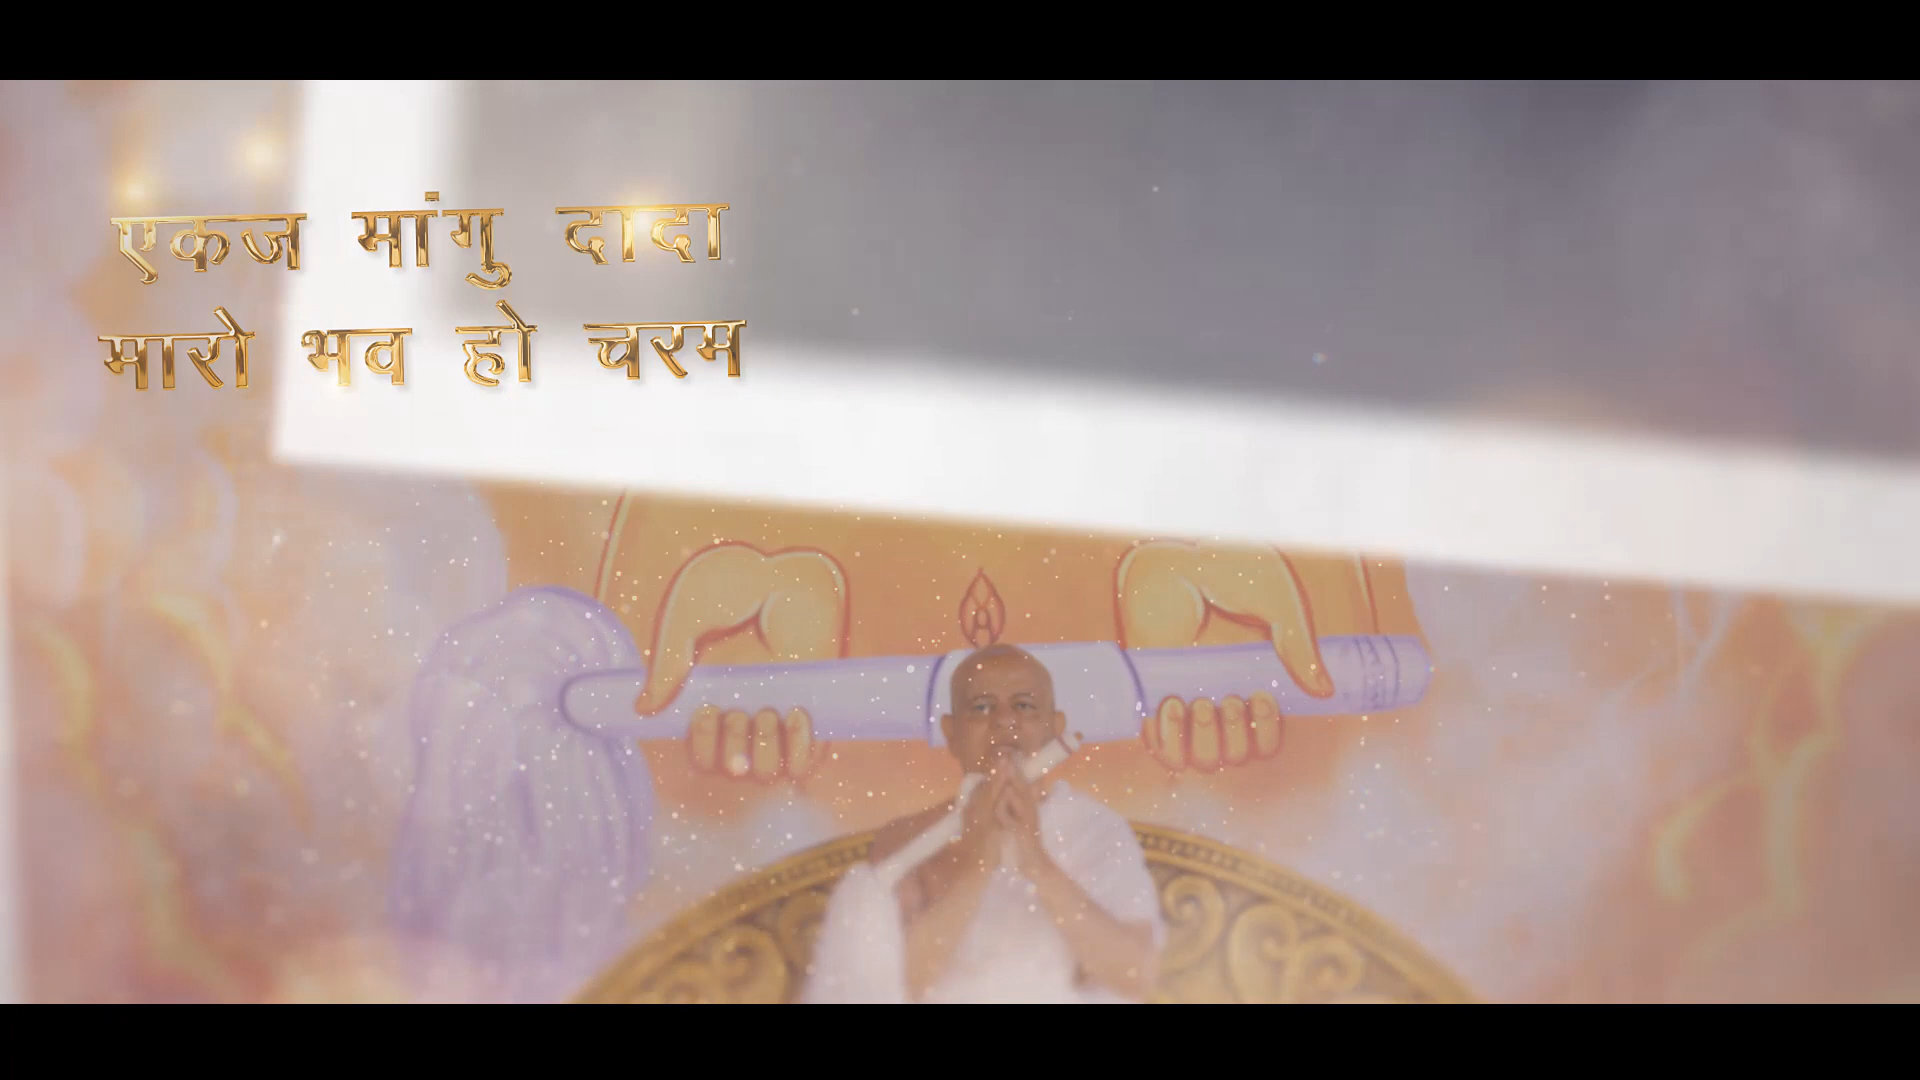 एकज मांगु दादा
मारो भव हो चरम